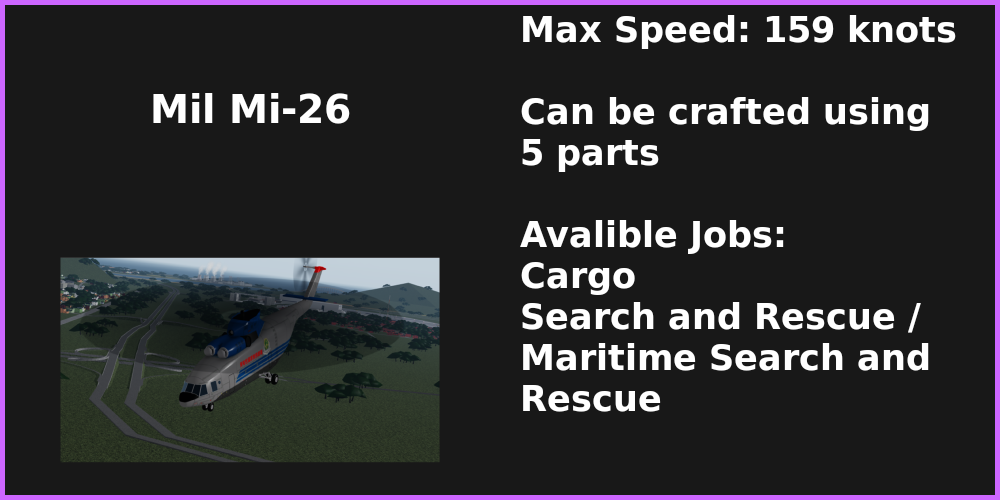 Mil Mi-26
Max Speed: 159 knots
Can be crafted using
5 parts
Avalible Jobs:
Cargo
Search and Rescue /
Maritime Search and
Rescue